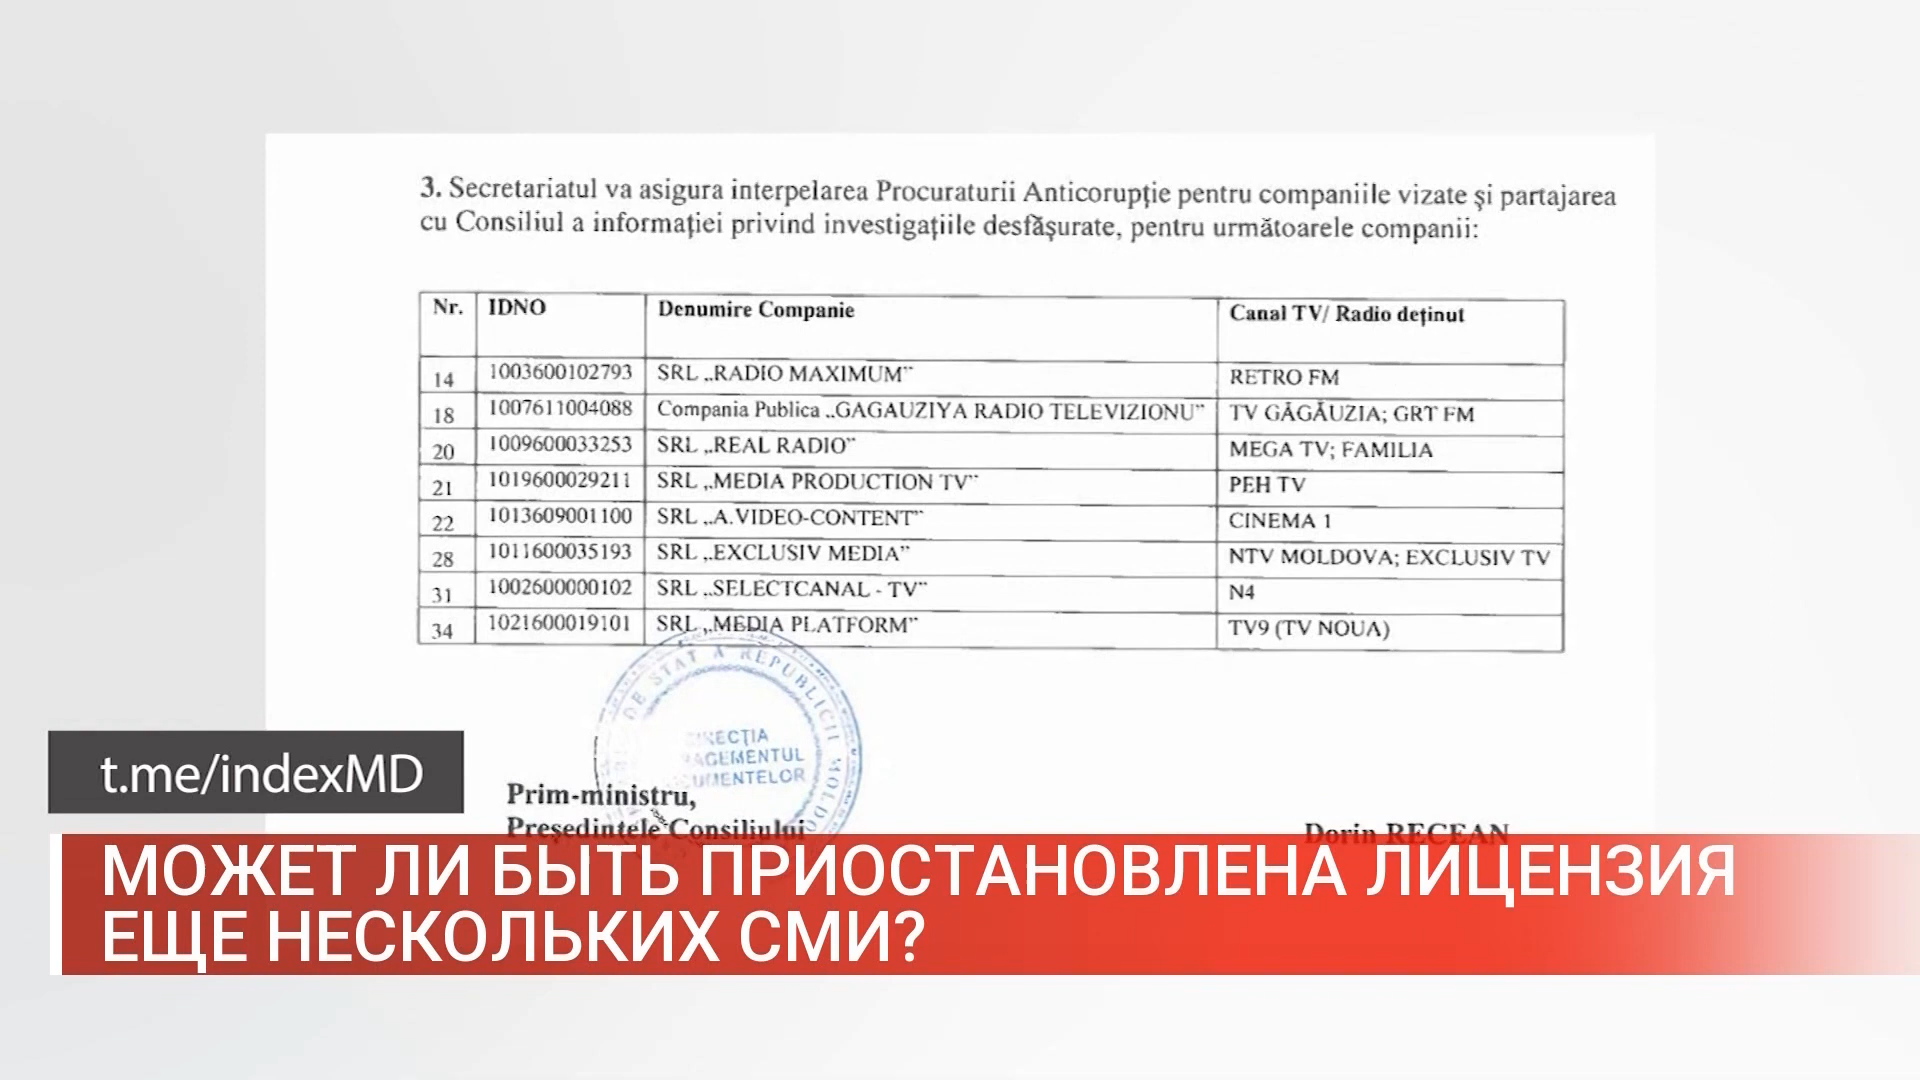 3. Secretariatul va asigura interpelarea Procuraturii Anticorupție pentru companiile vizate și partajarea
cu Consiliul a informației privind investigațiile desfășurate, pentru următoarele companii:
Nr. IDNO Denumire Companie Canal TV/ Radio deținut
14 1003600102793 SRL „RADIO MAXIMUM” RETRO FM
18 1007611004088 Compania Publica „GAGAUZIYA RADIO TELEVIZIONU” TV GĂGĂUZIA; GRT FM
20 1009600033253 SRL „REAL RADIO” MEGA TV; FAMILIA
21 1019600029211 SRL „MEDIA PRODUCTION TV” PEH TV
22 1013609001100 SRL „A.VIDEO-CONTENT” CINEMA 1
28 1011600035193 SRL „EXCLUSIV MEDIA” NTV MOLDOVA; EXCLUSIV TV
31 1002600000102 SRL „SELECTCANAL - TV” N4
34 1021600019101 SRL „MEDIA PLATFORM” TV9 (TV NOUA)
DE STAT A REPUBLICII
t.me/indexMD
Prim-ministru,
Președintele Consiliului Dorin RECEAN
МОЖЕТ ЛИ БЫТЬ ПРИОСТАНОВЛЕНА ЛИЦЕНЗИЯ
ЕЩЕ НЕСКОЛЬКИХ СМИ?